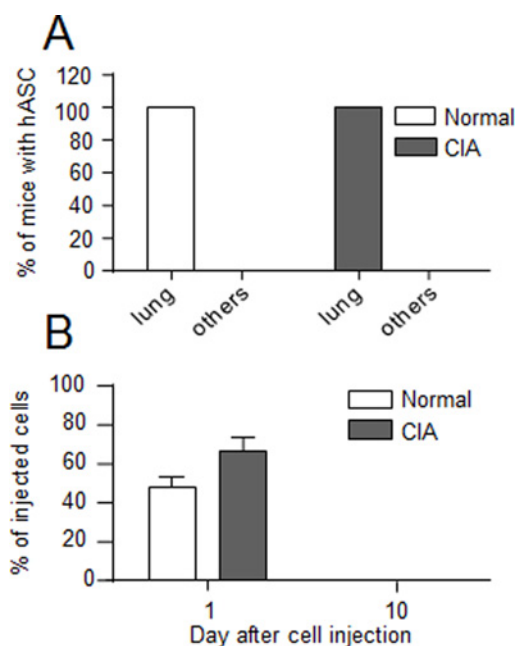 A
% of mice with hASC
120
100
80
60
40
20
0
lung
others
lung
others
Normal
CIA
B
% of injected cells
100
80
60
40
20
0
Normal
CIA
1
10
Day after cell injection